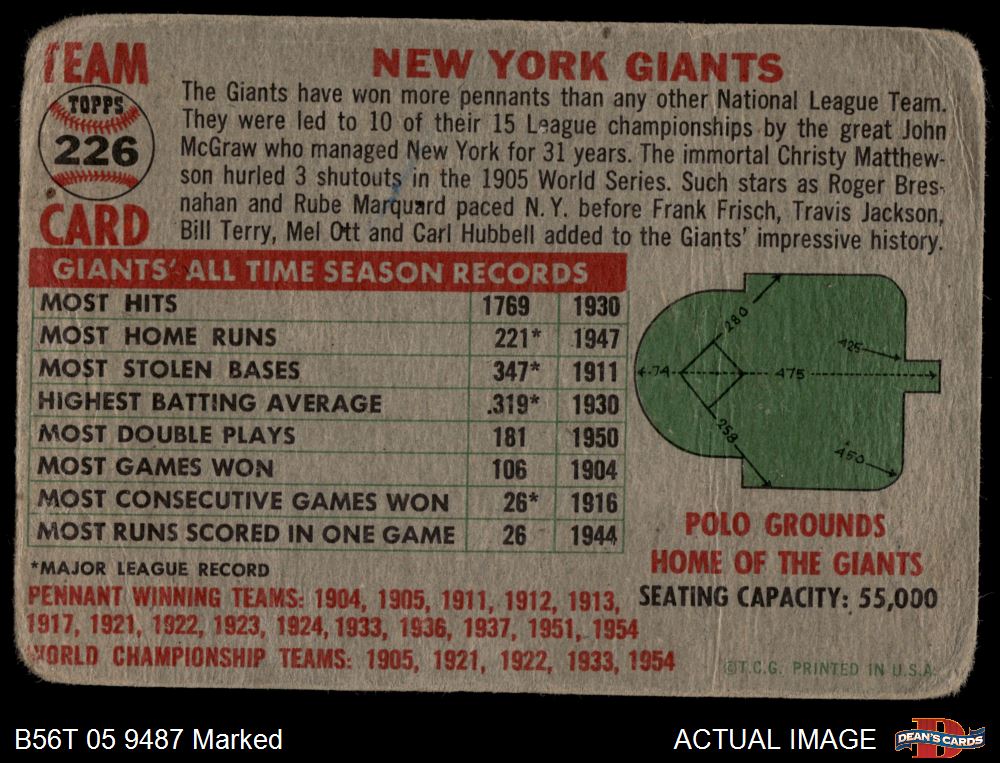 TEAM
TOPPS
226
CARD
NEW YORK GIANTS
The Giants have won more pennants than any other National League Team.
They were led to 10 of their 15 League championships by the great John
McGraw who managed New York for 31 years. The immortal Christy Matthew-
son hurled 3 shutouts in the 1905 World Series. Such stars as Roger Bres-
nahan and Rube Marquard paced N.Y. before Frank Frisch, Travis Jackson,
Bill Terry, Mel Ott and Carl Hubbell added to the Giants' impressive history.
GIANTS' ALL TIME SEASON RECORDS
MOST HITS 1769 1930
MOST HOME RUNS 221* 1947
MOST STOLEN BASES 347* 1911
HIGHEST BATTING AVERAGE .319* 1930
MOST DOUBLE PLAYS 181 1950
MOST GAMES WON 106 1904
MOST CONSECUTIVE GAMES WON 26* 1916
MOST RUNS SCORED IN ONE GAME 26 1944
*MAJOR LEAGUE RECORD
PENNANT WINNING TEAMS: 1904, 1905, 1911, 1912, 1913,
1917, 1921, 1922, 1923, 1924, 1933, 1936, 1937, 1951, 1954
WORLD CHAMPIONSHIP TEAMS: 1905, 1921, 1922, 1933, 1954
280
425
74
475
258
450
POLO GROUNDS
HOME OF THE GIANTS
SEATING CAPACITY: 55,000
©T.C.G. PRINTED IN U.S.A.
B56T 05 9487 Marked
ACTUAL IMAGE
DEAN'S CARDS